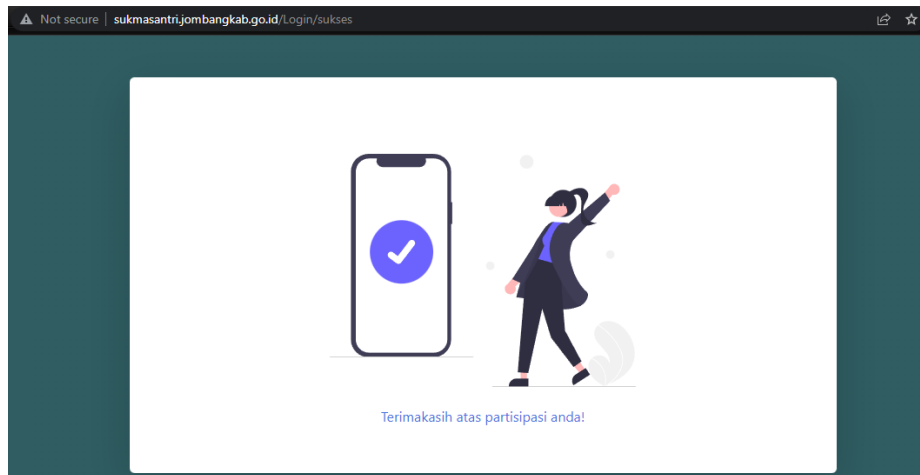 Not secure | sukmasantri.jombangkab.go.id/Login/sukses
Terimakasih atas partisipasi anda!